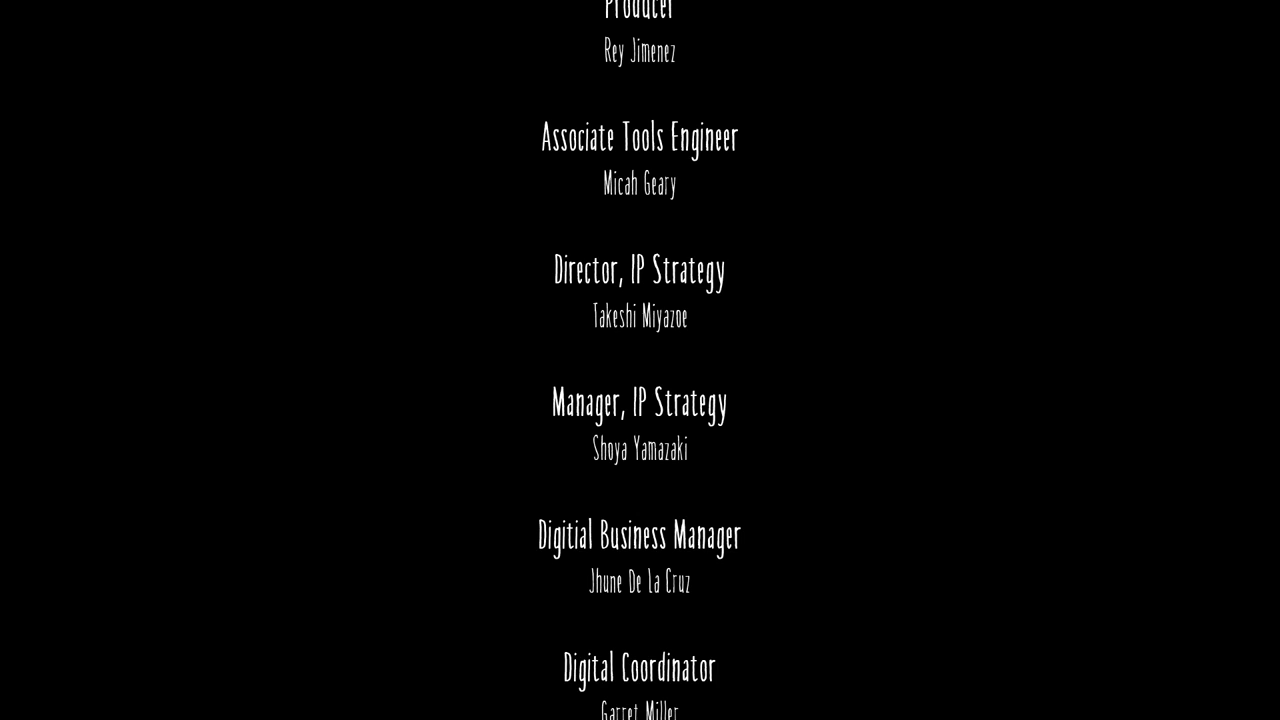 Producer
Rey Jimenez
Associate Tools Engineer
Micah Geary
Director, IP Strategy
Takeshi Miyazoe
Manager, IP Strategy
Shoya Yamazaki
Digitial Business Manager
Jhune De La Cruz
Digital Coordinator
Garret Miller